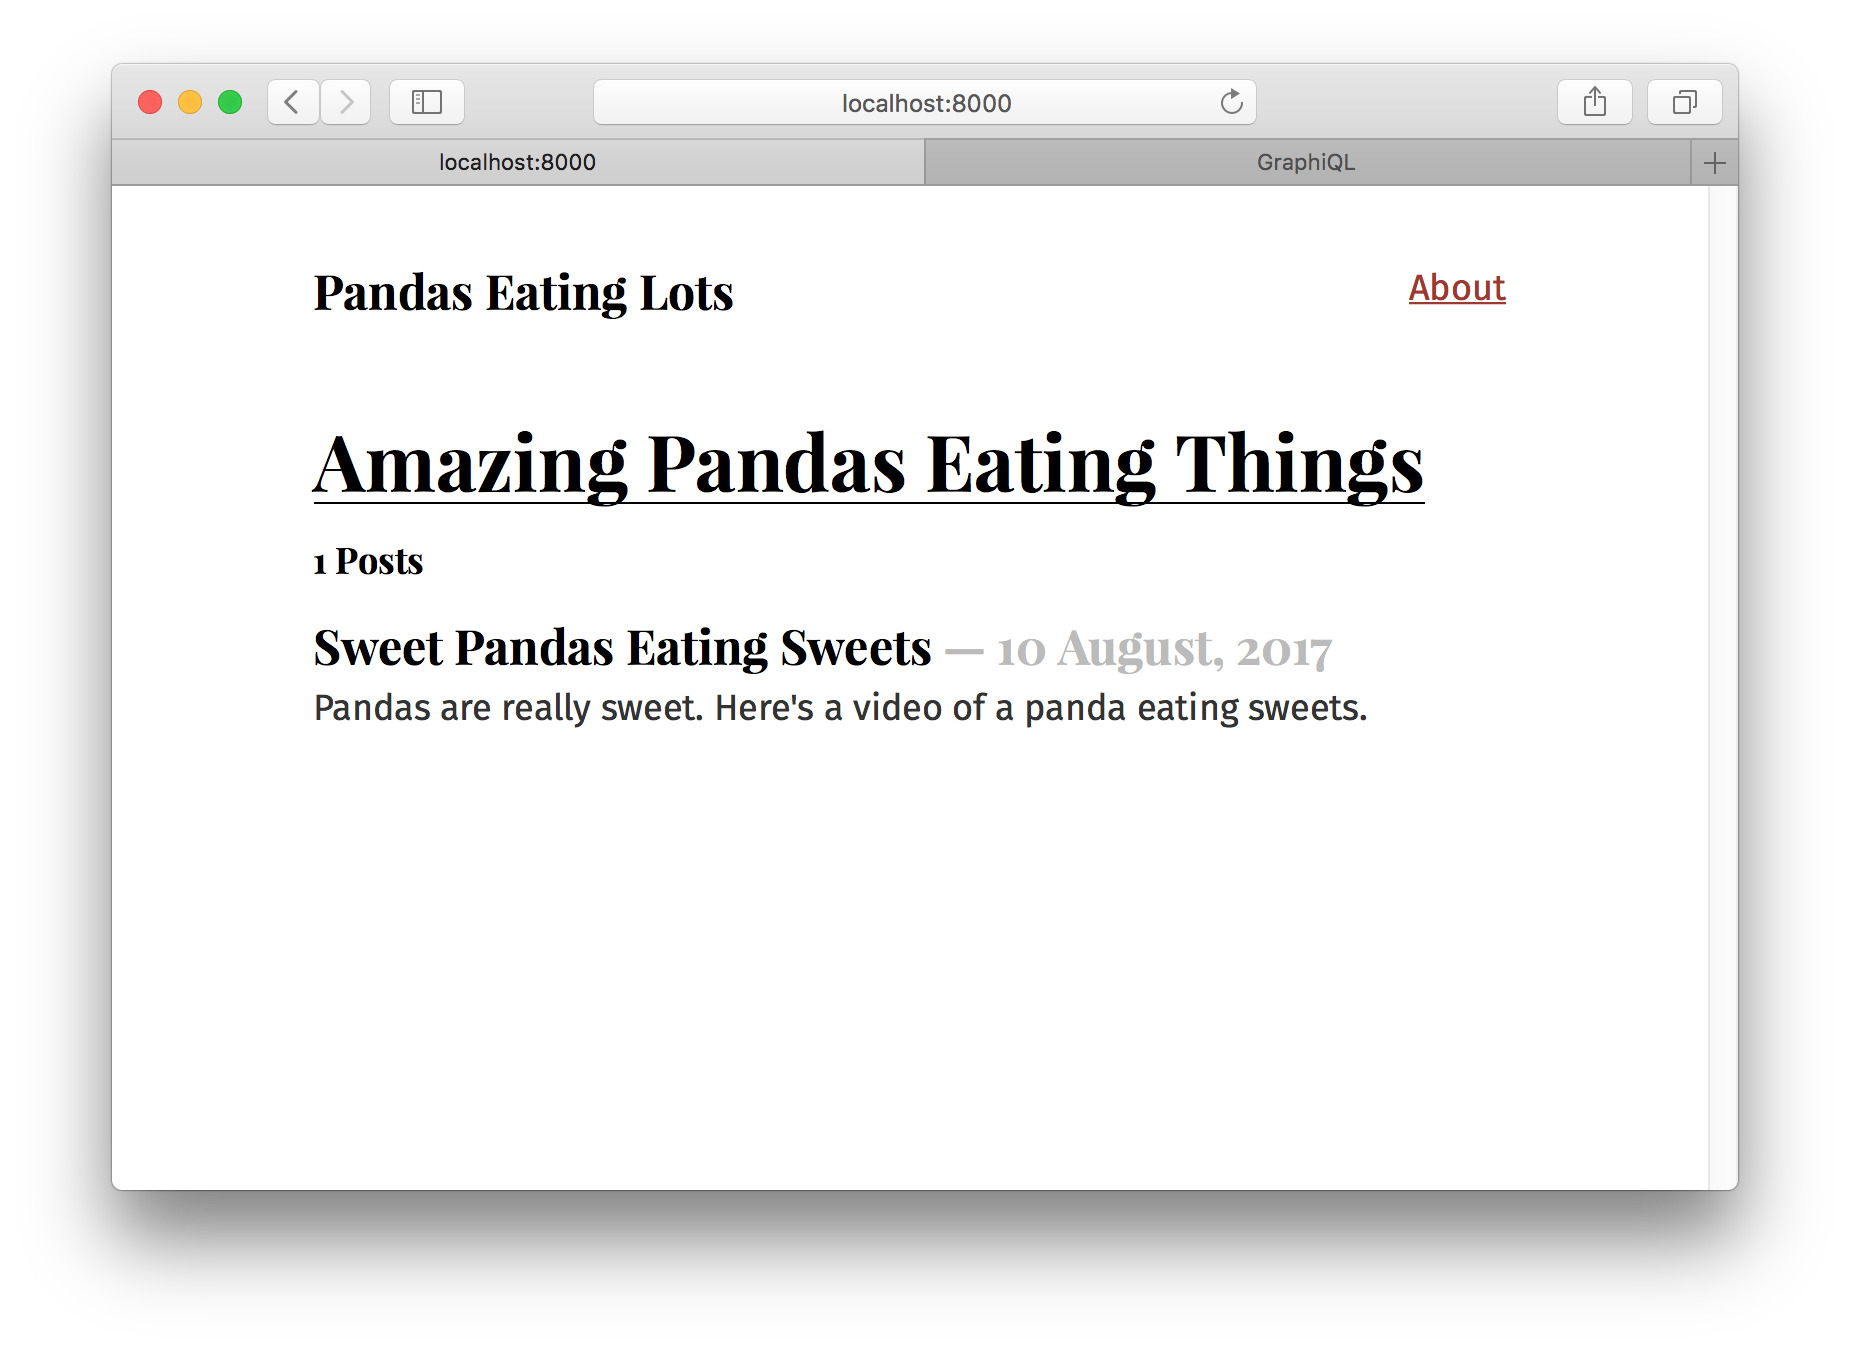 localhost:8000
localhost:8000 GraphiQL
Pandas Eating Lots About
Amazing Pandas Eating Things
1 Posts
Sweet Pandas Eating Sweets — 10 August, 2017
Pandas are really sweet. Here's a video of a panda eating sweets.